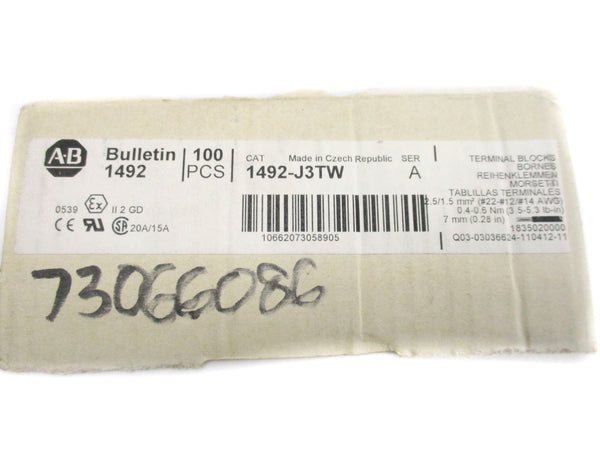 A-B
Bulletin 1492
100 PCS
CAT Made in Czech Republic SER
1492-J3TW A
10662073058905
0539 Ex II 2 GD
CE UR SA 20A/15A
TERMINAL BLOCKS
BORNES
REIHENKLEMMEN
MORSETTI
TABLILLAS TERMINALES
2.5/1.5 mm² (#22-#12/#14 AWG)
0.4-0.6 Nm (3.5-5.3 lb-in)
7 mm (0.28 in)
1835020000
Q03-03036624-110412-11
73066086